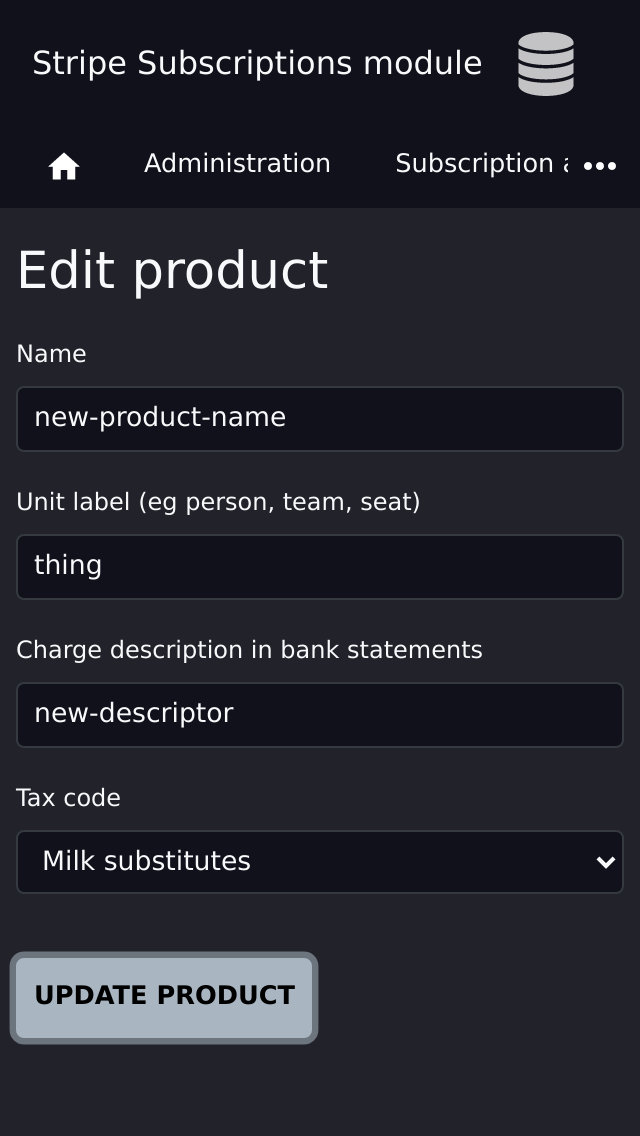 Stripe Subscriptions module
Administration
Subscription
Edit product
Name
new-product-name
Unit label (eg person, team, seat)
thing
Charge description in bank statements
new-descriptor
Tax code
Milk substitutes
UPDATE PRODUCT